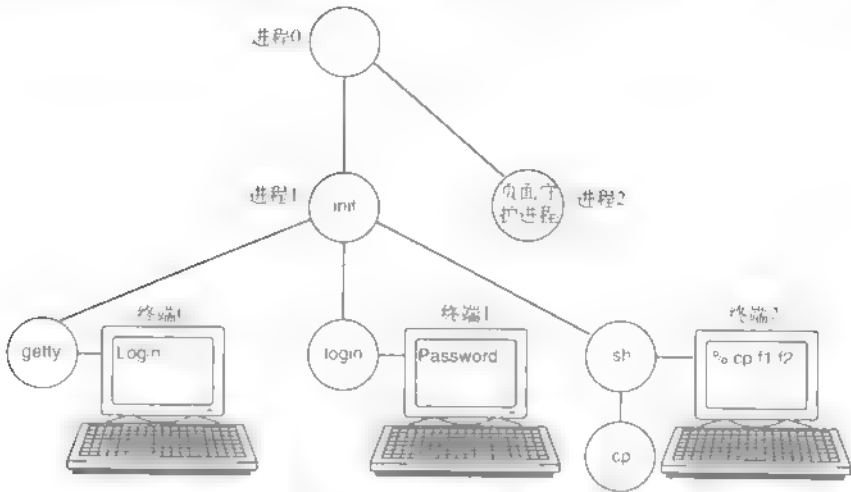 进程0
进程1
init
页面守
护进程
进程2
终端0
终端1
终端2
getty
Login
login
Password
sh
% cp f1 f2
cp